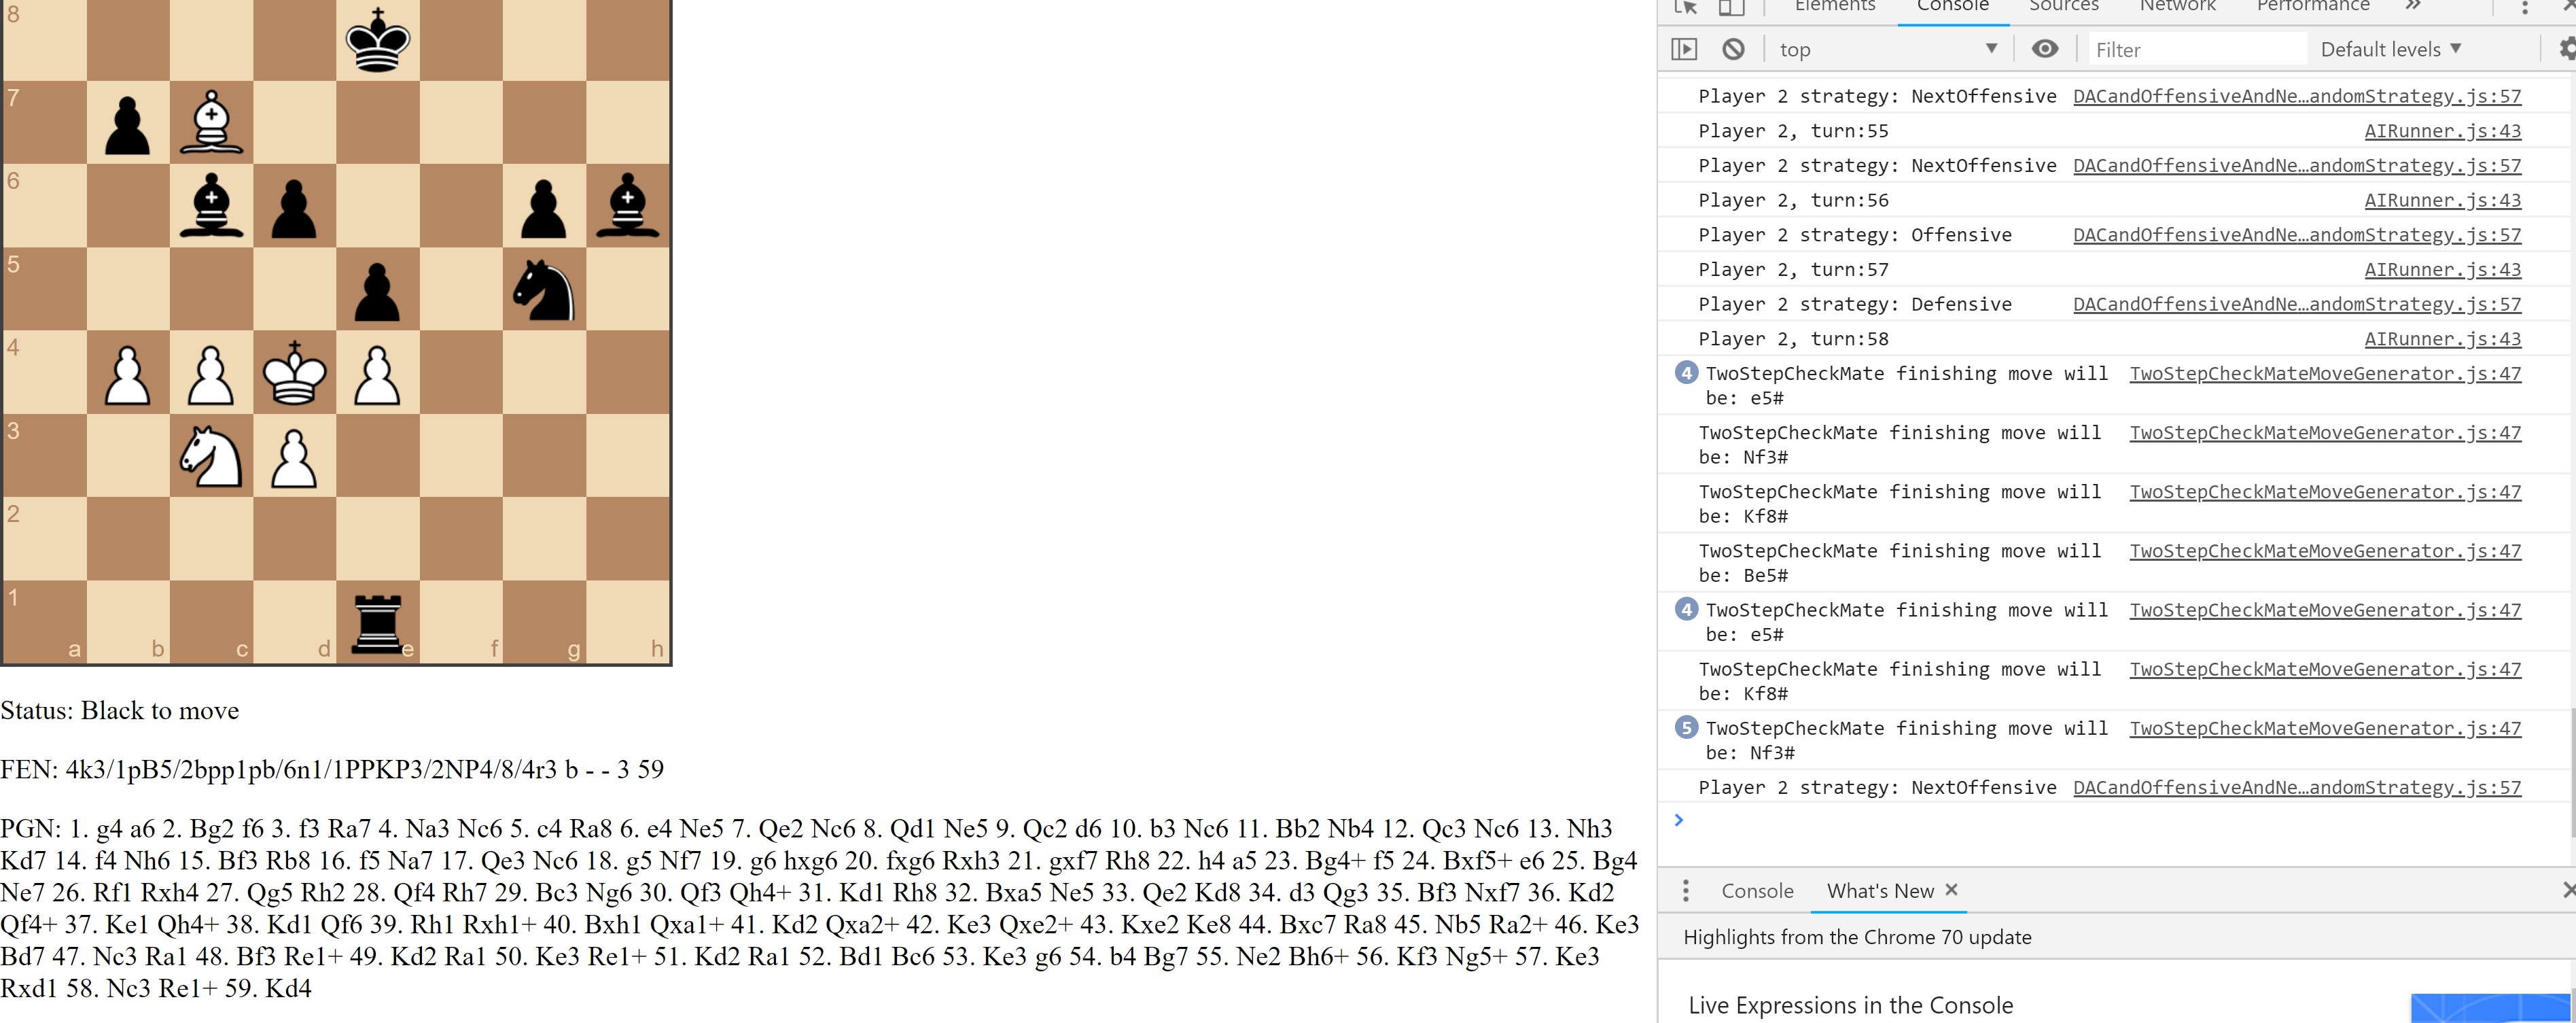 8
7
6
5
4
3
2
1
a b c d e f g h
Status: Black to move
FEN: 4k3/1pB5/2bpp1pb/6n1/1PPKP3/2NP4/8/4r3 b - - 3 59
PGN: 1. g4 a6 2. Bg2 f6 3. f3 Ra7 4. Na3 Nc6 5. c4 Ra8 6. e4 Ne5 7. Qe2 Nc6 8. Qd1 Ne5 9. Qc2 d6 10. b3 Nc6 11. Bb2 Nb4 12. Qc3 Nc6 13. Nh3
Kd7 14. f4 Nh6 15. Bf3 Rb8 16. f5 Na7 17. Qe3 Nc6 18. g5 Nf7 19. g6 hxg6 20. fxg6 Rxh3 21. gxf7 Rh8 22. h4 a5 23. Bg4+ f5 24. Bxf5+ e6 25. Bg4
Ne7 26. Rf1 Rxh4 27. Qg5 Rh2 28. Qf4 Rh7 29. Bc3 Ng6 30. Qf3 Qh4+ 31. Kd1 Rh8 32. Bxa5 Ne5 33. Qe2 Kd8 34. d3 Qg3 35. Bf3 Nxf7 36. Kd2
Qf4+ 37. Ke1 Qh4+ 38. Kd1 Qf6 39. Rh1 Rxh1+ 40. Bxh1 Qxa1+ 41. Kd2 Qxa2+ 42. Ke3 Qxe2+ 43. Kxe2 Ke8 44. Bxc7 Ra8 45. Nb5 Ra2+ 46. Ke3
Bd7 47. Nc3 Ra1 48. Bf3 Re1+ 49. Kd2 Ra1 50. Ke3 Re1+ 51. Kd2 Ra1 52. Bd1 Bc6 53. Ke3 g6 54. b4 Bg7 55. Ne2 Bh6+ 56. Kf3 Ng5+ 57. Ke3
Rxd1 58. Nc3 Re1+ 59. Kd4
Elements Console Sources Network Performance »
top Filter Default levels
Player 2 strategy: NextOffensive DACandOffensiveAndNe…andomStrategy.js:57
Player 2, turn:55 AIRunner.js:43
Player 2 strategy: NextOffensive DACandOffensiveAndNe…andomStrategy.js:57
Player 2, turn:56 AIRunner.js:43
Player 2 strategy: Offensive DACandOffensiveAndNe…andomStrategy.js:57
Player 2, turn:57 AIRunner.js:43
Player 2 strategy: Defensive DACandOffensiveAndNe…andomStrategy.js:57
Player 2, turn:58 AIRunner.js:43
4 TwoStepCheckMate finishing move will TwoStepCheckMateMoveGenerator.js:47
be: e5#
TwoStepCheckMate finishing move will TwoStepCheckMateMoveGenerator.js:47
be: Nf3#
TwoStepCheckMate finishing move will TwoStepCheckMateMoveGenerator.js:47
be: Kf8#
TwoStepCheckMate finishing move will TwoStepCheckMateMoveGenerator.js:47
be: Be5#
4 TwoStepCheckMate finishing move will TwoStepCheckMateMoveGenerator.js:47
be: e5#
TwoStepCheckMate finishing move will TwoStepCheckMateMoveGenerator.js:47
be: Kf8#
5 TwoStepCheckMate finishing move will TwoStepCheckMateMoveGenerator.js:47
be: Nf3#
Player 2 strategy: NextOffensive DACandOffensiveAndNe…andomStrategy.js:57
Console What's New
Highlights from the Chrome 70 update
Live Expressions in the Console